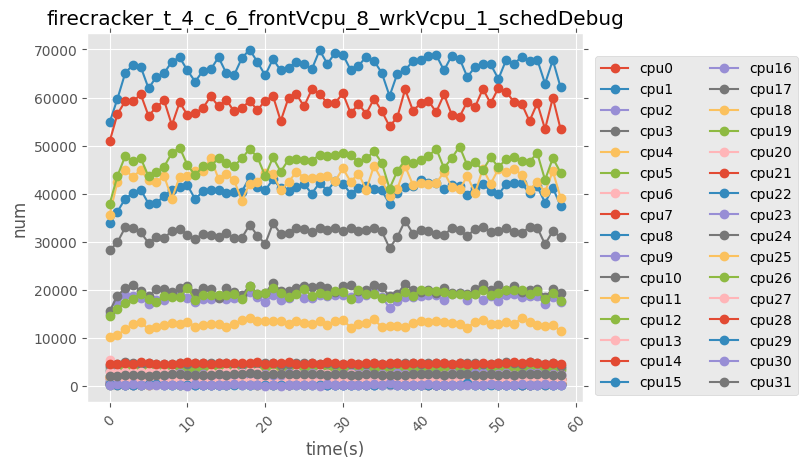 firecracker_t_4_c_6_frontVcpu_8_wrkVcpu_1_schedDebug
70000
60000
50000
40000
30000
20000
10000
0
num
0
10
20
30
40
50
60
time(s)
cpu0 cpu16
cpu1 cpu17
cpu2 cpu18
cpu3 cpu19
cpu4 cpu20
cpu5 cpu21
cpu6 cpu22
cpu7 cpu23
cpu8 cpu24
cpu9 cpu25
cpu10 cpu26
cpu11 cpu27
cpu12 cpu28
cpu13 cpu29
cpu14 cpu30
cpu15 cpu31